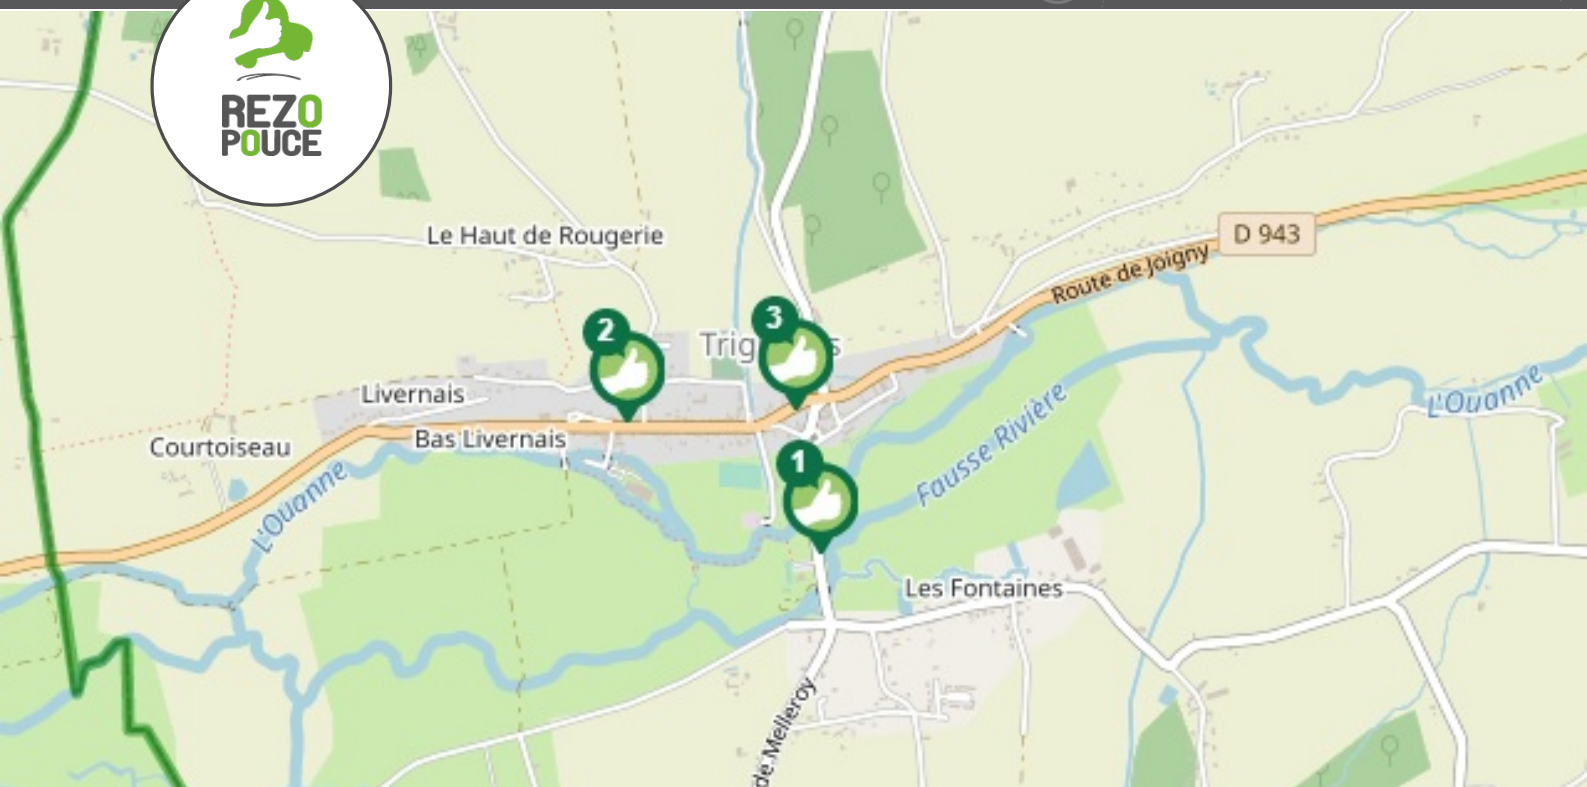 REZO
POUCE
Le Haut de Rougerie
D 943
Route de Joigny
2
3
Livernais
L'Ouanne
Courtoiseau
Bas Livernais
Fausse Rivière
1
L'Ouanne
Les Fontaines
de Melleroy